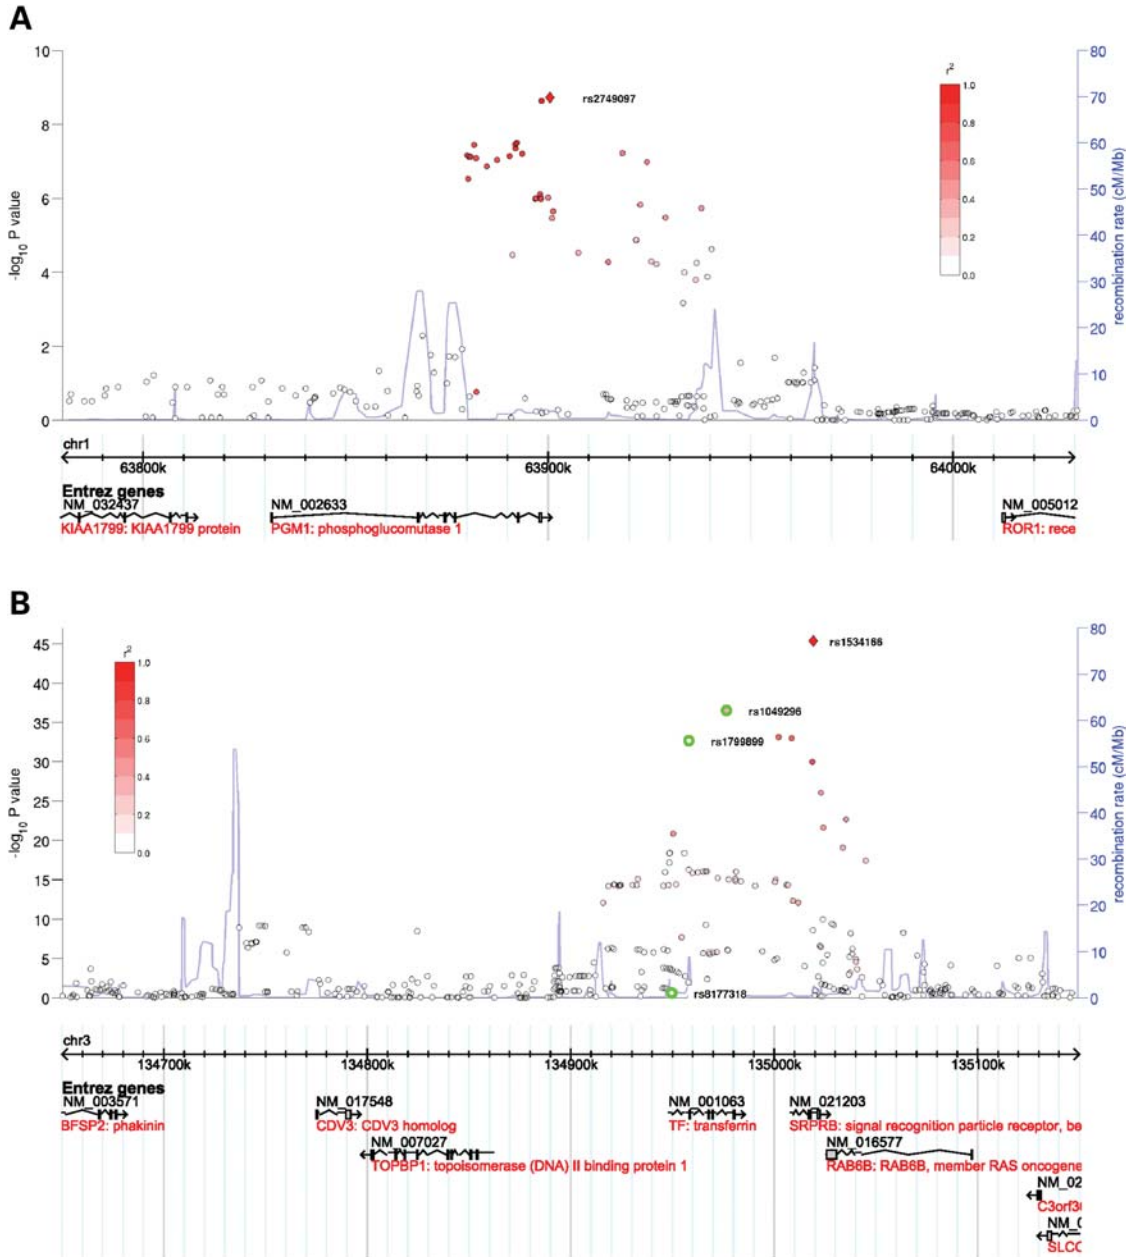 A
10
8
6
4
2
0
-log10 P value
80
70
60
50
40
30
20
10
0
recombination rate (cM/Mb)
r2
1.0
0.8
0.6
0.4
0.2
0.0
rs2749097
chr1
63800k 63900k 64000k
Entrez genes
NM_032437 NM_002633 NM_005012
KIAA1799: KIAA1799 protein PGM1: phosphoglucomutase 1 ROR1: rece
B
45
40
35
30
25
20
15
10
5
0
-log10 P value
80
70
60
50
40
30
20
10
0
recombination rate (cM/Mb)
r2
1.0
0.8
0.6
0.4
0.2
0.0
rs1534166
rs1049296
rs1799899
rs8177318
chr3
134700k 134800k 134900k 135000k 135100k
Entrez genes
NM_003571 NM_017548 NM_001063 NM_021203
BFSP2: phakinin CDV3: CDV3 homolog TF: transferrin SRPRB: signal recognition particle receptor, be
NM_007027 NM_016577
TOPBP1: topoisomerase (DNA) II binding protein 1 RAB6B: RAB6B, member RAS oncogene
NM_02
C3orf3
NM_0
SLCO